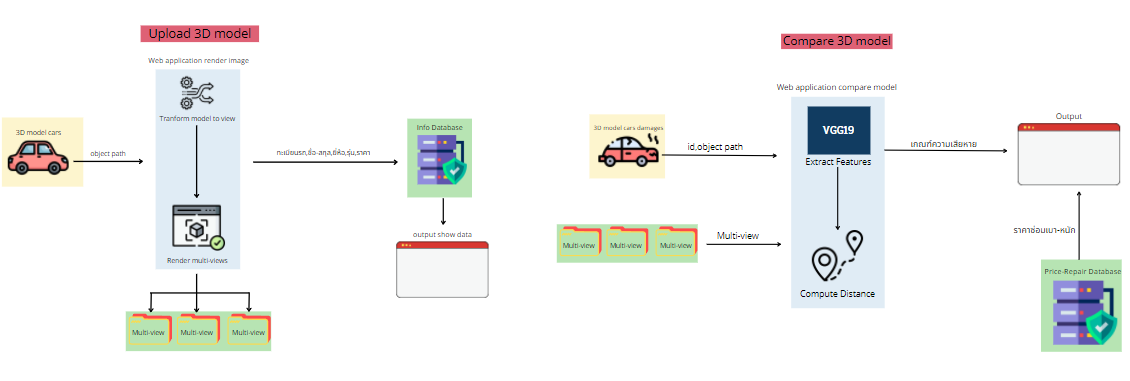 Upload 3D model
Web application render image
Tranform model to view
3D model cars
object path
ทะเบียนรถ,ชื่อ-สกุล,ยี่ห้อ,รุ่น,ราคา
Info Database
output show data
Render multi-views
Multi-view
Multi-view
Multi-view
Compare 3D model
Web application compare model
VGG19
Extract Features
3D model cars damages
id,object path
เกณฑ์ความเสียหาย
Output
Multi-view
Multi-view
Multi-view
Multi-view
Compute Distance
ราคาซ่อมเบา-หนัก
Price-Repair Database